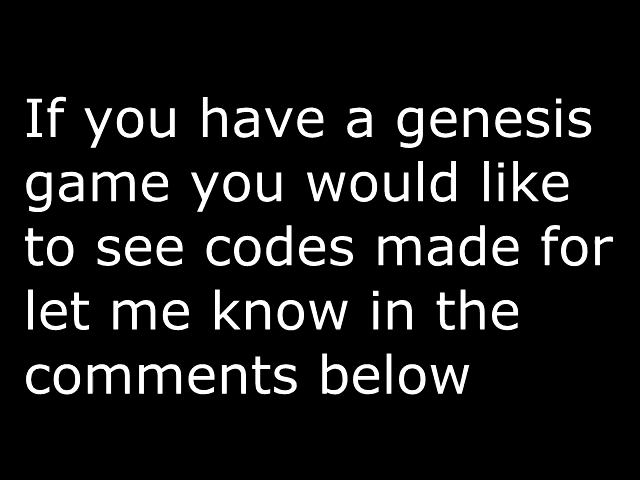 If you have a genesis
game you would like
to see codes made for
let me know in the
comments below